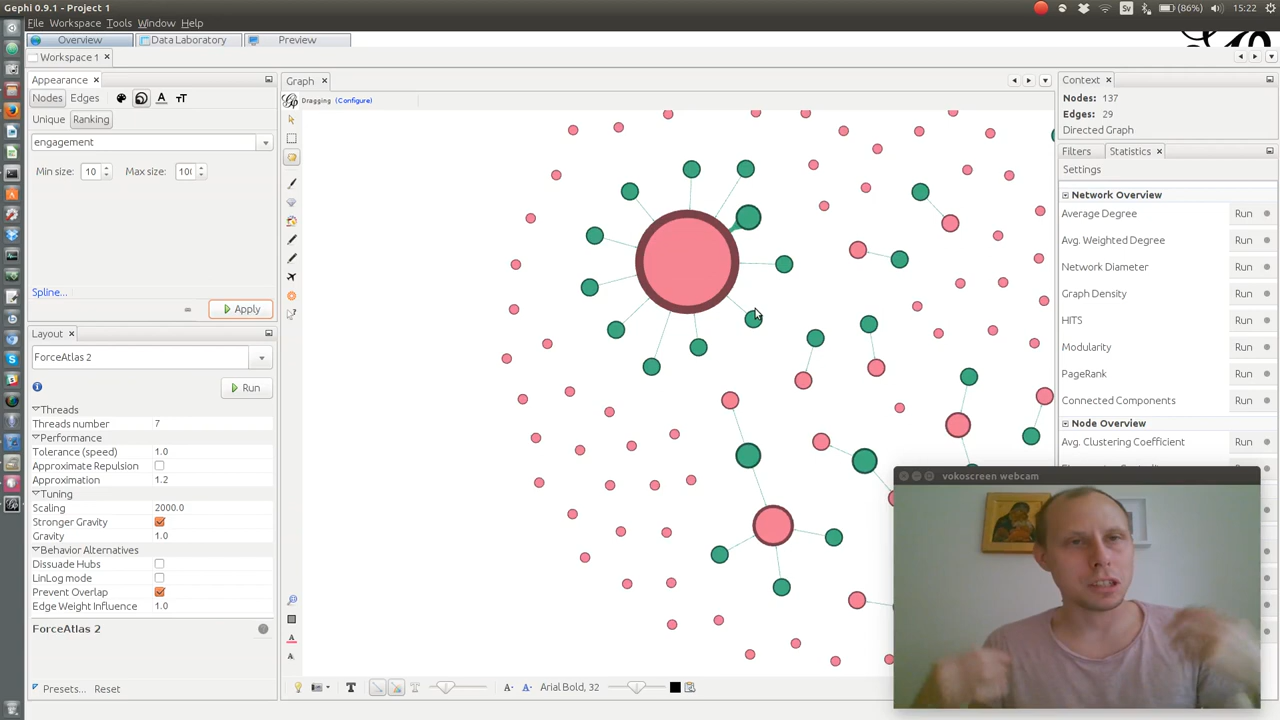 Gephi 0.9.1 - Project 1
Sv
(86%)
15:22
File Workspace Tools Window Help
Overview
Data Laboratory
Preview
Workspace 1
Appearance
Nodes Edges
Unique Ranking
engagement
Min size: 10 Max size:
Spline...
Apply
Layout
ForceAtlas 2
Run
Threads
Threads number 7
Performance
Tolerance (speed) 1.0
Approximate Repulsion
Approximation 1.2
Tuning
Scaling 2000.0
Stronger Gravity
Gravity 1.0
Behavior Alternatives
Dissuade Hubs
LinLog mode
Prevent Overlap
Edge Weight Influence 1.0
ForceAtlas 2
Presets... Reset
Graph
Dragging (Configure)
Arial Bold, 32
Context
Nodes: 137
Edges: 29
Directed Graph
Filters Statistics
Settings
Network Overview
Average Degree Run
Avg. Weighted Degree Run
Network Diameter Run
Graph Density Run
HITS Run
Modularity Run
PageRank Run
Connected Components Run
Node Overview
Avg. Clustering Coefficient Run
vokoscreen webcam